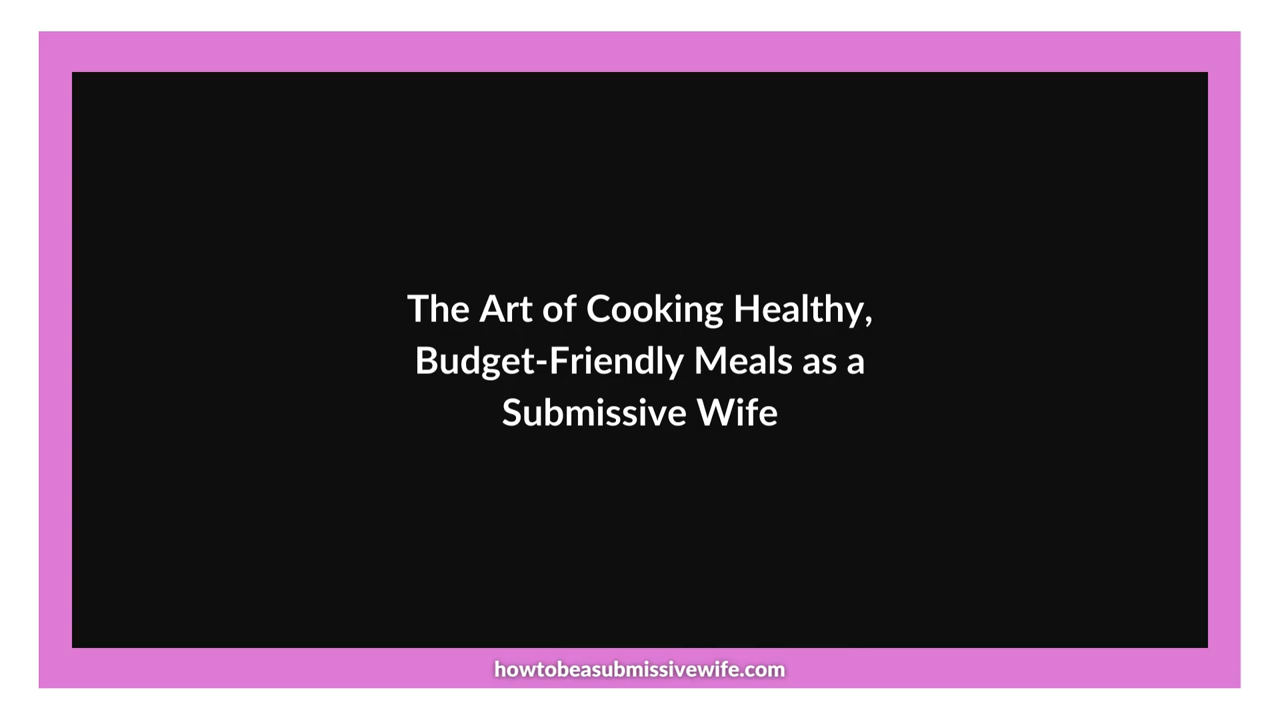 The Art of Cooking Healthy,
Budget-Friendly Meals as a
Submissive Wife
howtobeasubmissivewife.com